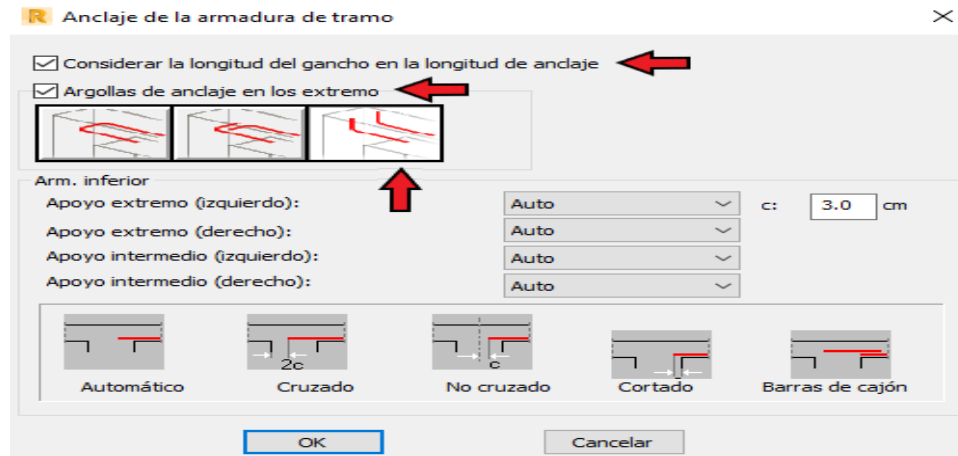 R Anclaje de la armadura de tramo
Considerar la longitud del gancho en la longitud de anclaje
Argollas de anclaje en los extremo
Arm. inferior
Apoyo extremo (izquierdo): Auto c: 3.0 cm
Apoyo extremo (derecho): Auto
Apoyo intermedio (izquierdo): Auto
Apoyo intermedio (derecho): Auto
2c c
Automático Cruzado No cruzado Cortado Barras de cajón
OK Cancelar